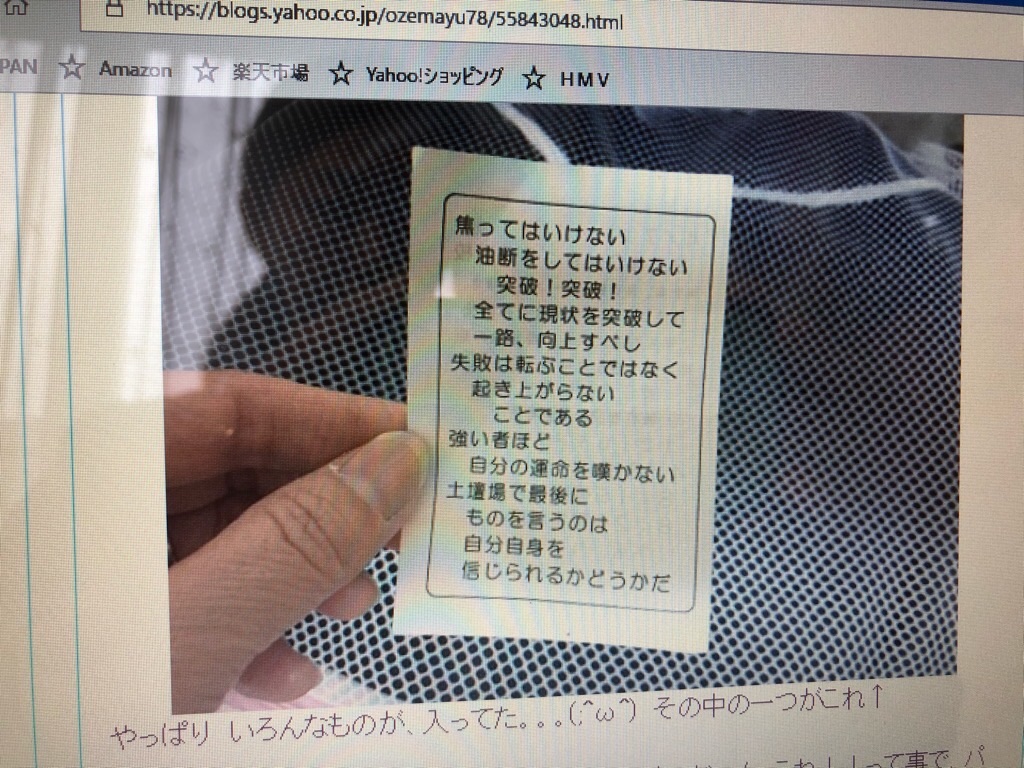 https://blogs.yahoo.co.jp/ozemayu78/55843048.html
PAN Amazon 楽天市場 Yahoo!ショッピング HMV
焦ってはいけない
油断をしてはいけない
突破！突破！
全てに現状を突破して
一路、向上すべし
失敗は転ぶことではなく
起き上がらない
ことである
強い者ほど
自分の運命を嘆かない
土壇場で最後に
ものを言うのは
自分自身を
信じられるかどうかだ
やっぱり いろんなものが、入ってた。。。(;^ω^) その中の一つがこれ↑
って事で、パ